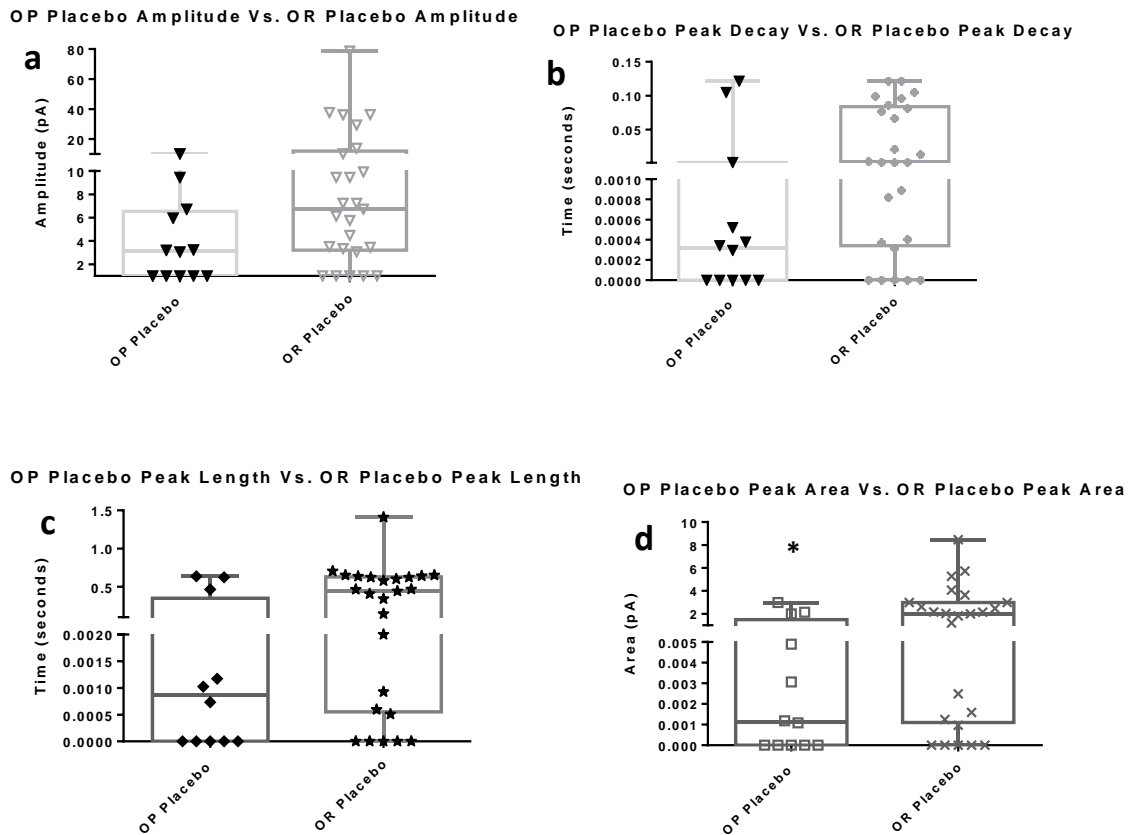 OP Placebo Amplitude Vs. OR Placebo Amplitude
a
Amplitude (pA)
80
60
40
20
10
8
6
4
2
OP Placebo
OR Placebo
OP Placebo Peak Decay Vs. OR Placebo Peak Decay
b
Time (seconds)
0.15
0.10
0.05
0.0010
0.0008
0.0006
0.0004
0.0002
0.0000
OP Placebo
OR Placebo
OP Placebo Peak Length Vs. OR Placebo Peak Length
c
Time (seconds)
1.5
1.0
0.5
0.0020
0.0015
0.0010
0.0005
0.0000
OP Placebo
OR Placebo
OP Placebo Peak Area Vs. OR Placebo Peak Area
d
Area (pA)
10
8
6
4
2
0.005
0.004
0.003
0.002
0.001
0.000
*
OP Placebo
OR Placebo